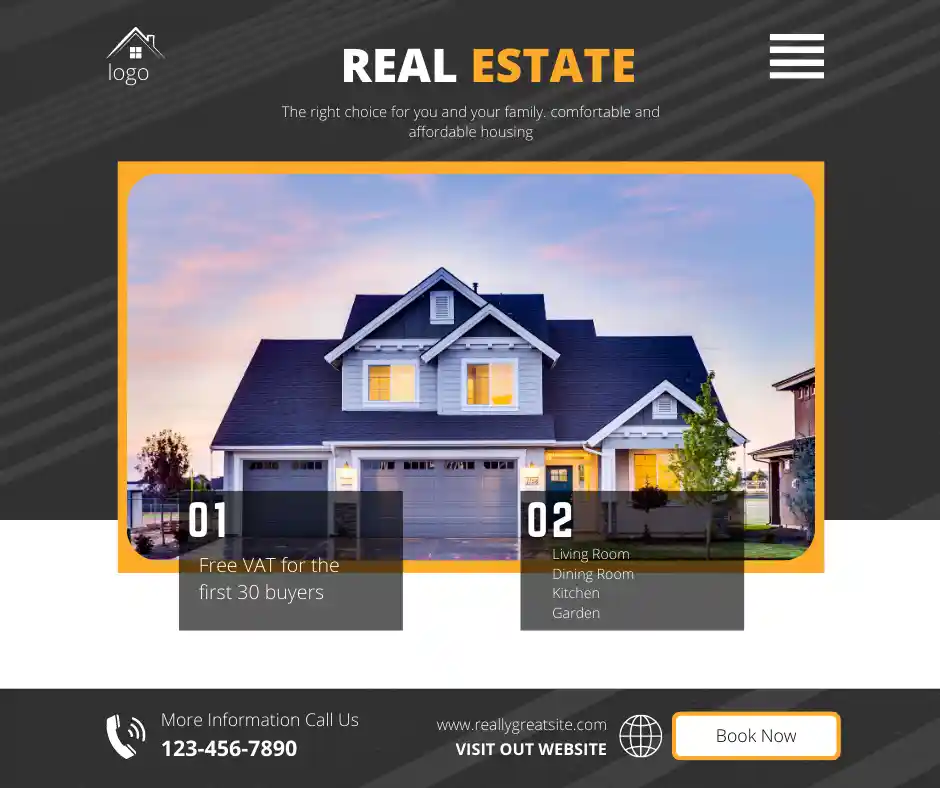 logo
REAL ESTATE
The right choice for you and your family. comfortable and
affordable housing
01
Free VAT for the
first 30 buyers
02
Living Room
Dining Room
Kitchen
Garden
More Information Call Us
123-456-7890
www.reallygreatsite.com
VISIT OUT WEBSITE
Book Now